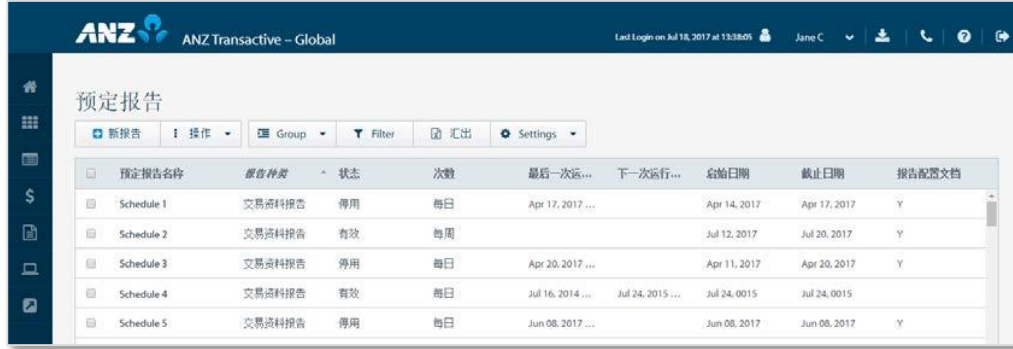 ANZ ANZ Transactive – Global Last Login on Jul 18, 2017 at 13:38:05 Jane C
预定报告
新报告 操作 Group Filter 汇出 Settings
预定报告名称 报告种类 状态 次数 最后一次运... 下一次运行... 启始日期 截止日期 报告配置文档
Schedule 1 交易资料报告 停用 每日 Apr 17, 2017 ... Apr 14, 2017 Apr 17, 2017 Y
Schedule 2 交易资料报告 有效 每周 Jul 12, 2017 Jul 20, 2017 Y
Schedule 3 交易资料报告 停用 每日 Apr 20, 2017 ... Apr 11, 2017 Apr 20, 2017 Y
Schedule 4 交易资料报告 有效 每日 Jul 16, 2014 ... Jul 24, 2015 ... Jul 24, 0015 Jul 24, 0015
Schedule 5 交易资料报告 停用 每日 Jun 08, 2017 ... Jun 08, 2017 Jun 08, 2017 Y